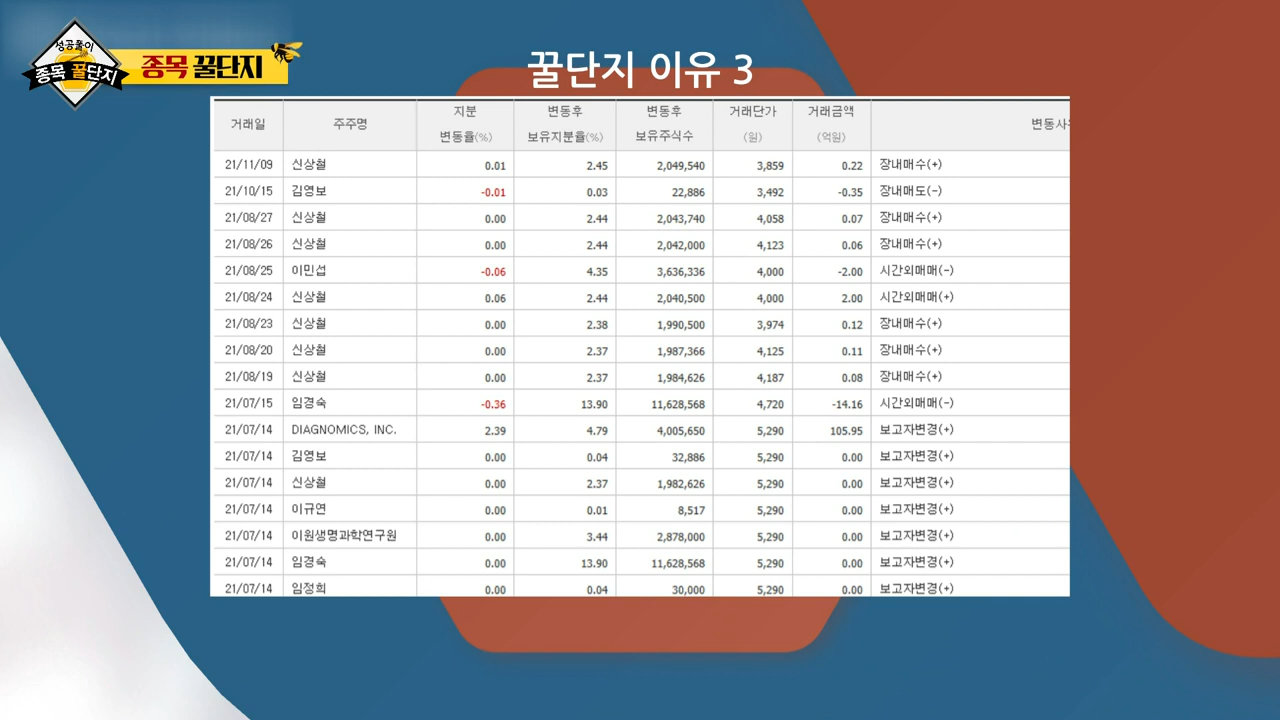 성공출이
종목 꿀단지
종목 꿀단지
꿀단지 이유 3
거래일 주주명 지분 변동률(%) 변동후 보유지분율(%) 변동후 보유주식수 거래단가 (원) 거래금액 (억원)
21/11/09 신상철 0.01 2.45 2,049,540 3,859 0.22 장내매수(+)
21/10/15 김영보 -0.01 0.03 22,886 3,492 -0.35 장내매도(-)
21/08/27 신상철 0.00 2.44 2,043,740 4,058 0.07 장내매수(+)
21/08/26 신상철 0.00 2.44 2,042,000 4,123 0.06 장내매수(+)
21/08/25 이민섭 -0.06 4.35 3,636,336 4,000 -2.00 시간외매매(-)
21/08/24 신상철 0.06 2.44 2,040,500 4,000 2.00 시간외매매(+)
21/08/23 신상철 0.00 2.38 1,990,500 3,974 0.12 장내매수(+)
21/08/20 신상철 0.00 2.37 1,987,366 4,125 0.11 장내매수(+)
21/08/19 신상철 0.00 2.37 1,984,626 4,187 0.08 장내매수(+)
21/07/15 임경숙 -0.36 13.90 11,628,568 4,720 -14.16 시간외매매(-)
21/07/14 DIAGNOMICS, INC. 2.39 4.79 4,005,650 5,290 105.95 보고자변경(+)
21/07/14 김영보 0.00 0.04 32,886 5,290 0.00 보고자변경(+)
21/07/14 신상철 0.00 2.37 1,982,626 5,290 0.00 보고자변경(+)
21/07/14 이규연 0.00 0.01 8,517 5,290 0.00 보고자변경(+)
21/07/14 이원생명과학연구원 0.00 3.44 2,878,000 5,290 0.00 보고자변경(+)
21/07/14 임경숙 0.00 13.90 11,628,568 5,290 0.00 보고자변경(+)
21/07/14 임정희 0.00 0.04 30,000 5,290 0.00 보고자변경(+)